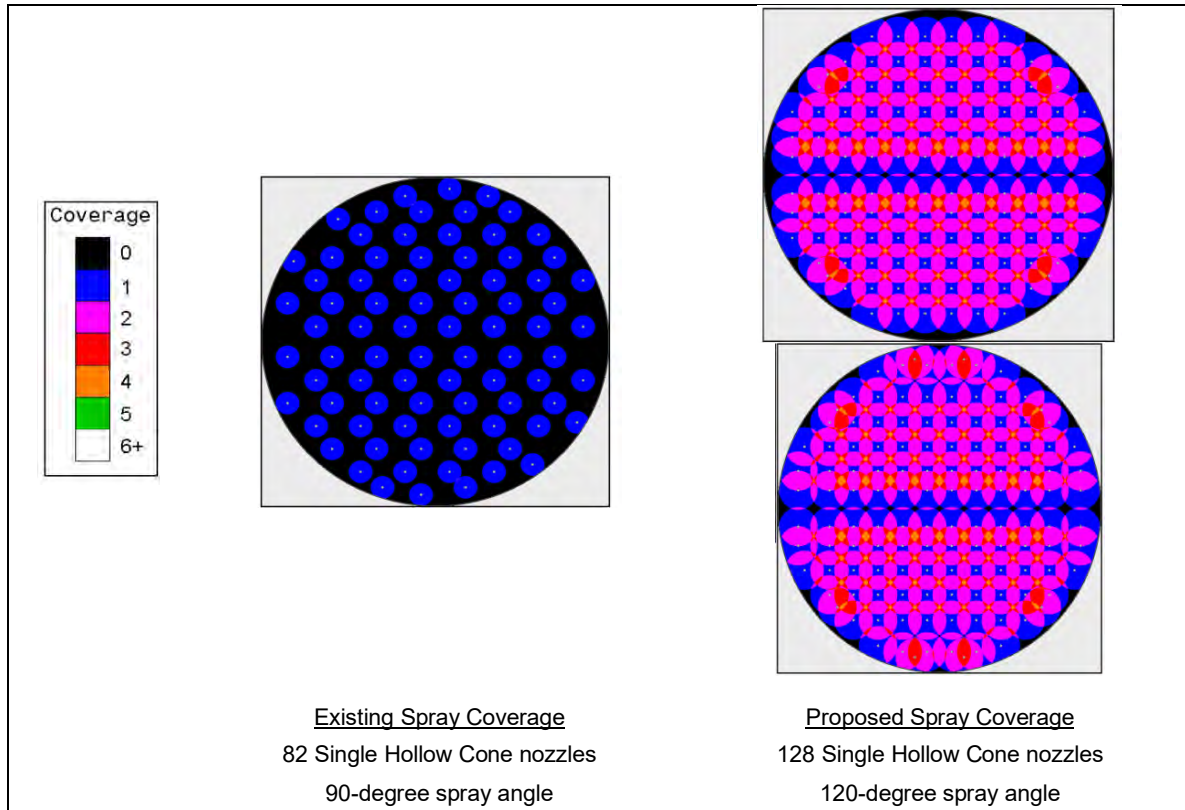 Coverage
0
1
2
3
4
5
6+
Existing Spray Coverage
82 Single Hollow Cone nozzles
90-degree spray angle
Proposed Spray Coverage
128 Single Hollow Cone nozzles
120-degree spray angle